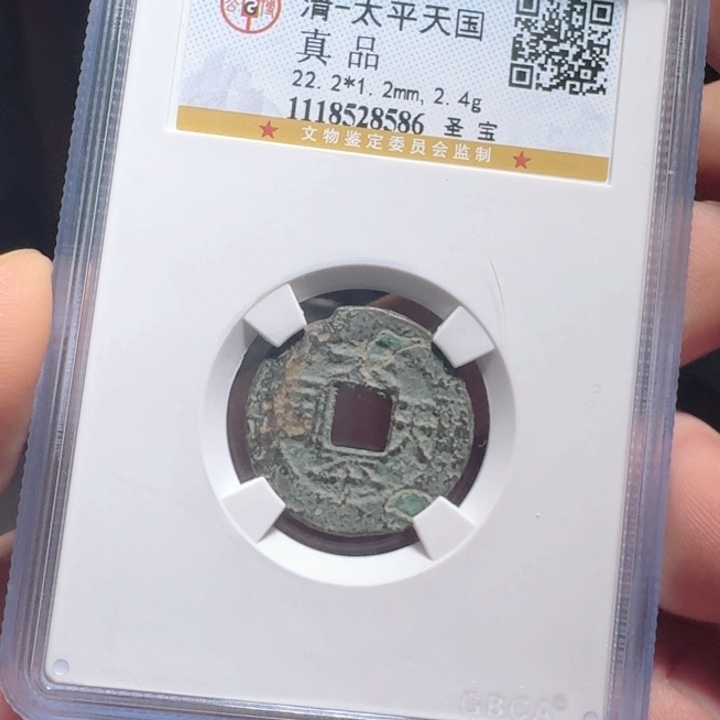 清-太平天国
真品
22.2*1.2mm, 2.4g
1118528586 圣宝
文物鉴定委员会监制
GBCA